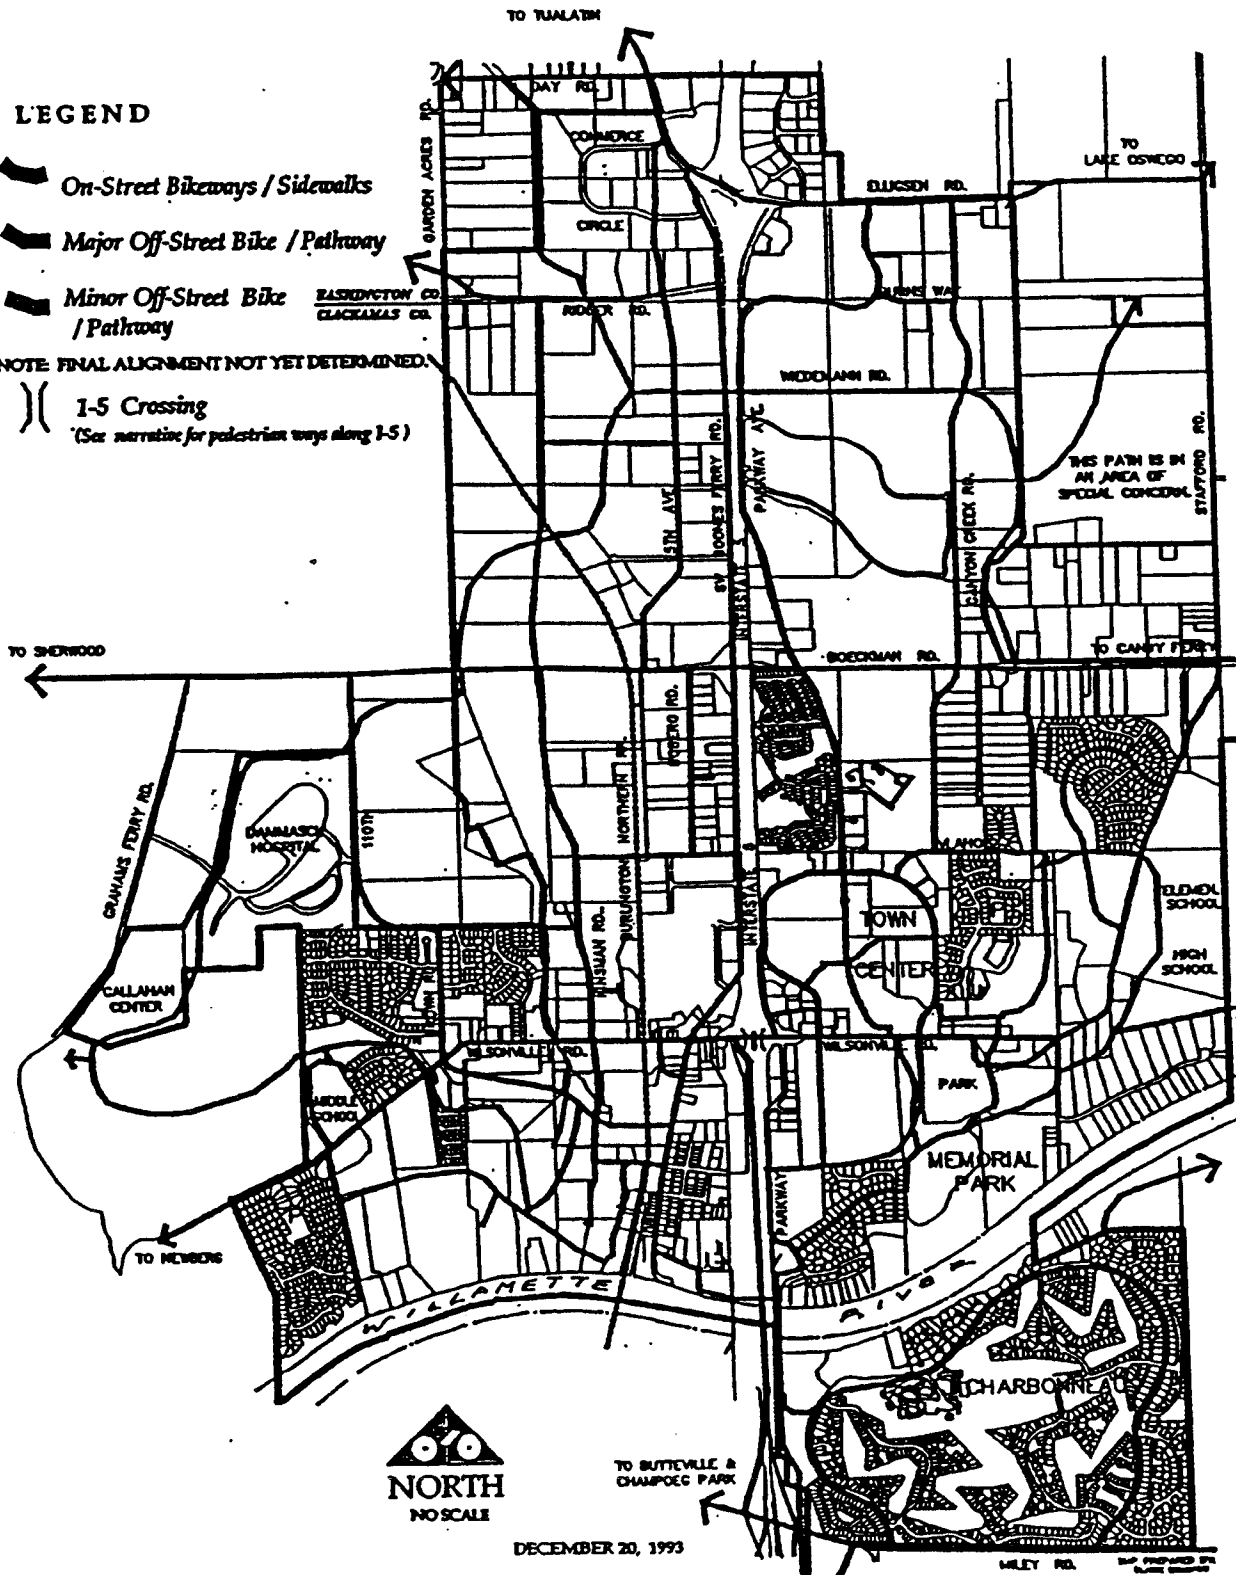 TO TUALATIN
LEGEND
On-Street Bikeways / Sidewalks
Major Off-Street Bike / Pathway
Minor Off-Street Bike
/ Pathway
NOTE: FINAL ALIGNMENT NOT YET DETERMINED.
I-5 Crossing
(See narrative for pedestrian ways along I-5)
WASHINGTON CO.
CLACKAMAS CO.
DAY RD.
GARDEN ACRES RD.
COMMERCE
CIRCLE
RIDDER RD.
TO
LAKE OSWEGO
ELLIGSEN RD.
WIEDEMANN RD.
95TH AVE.
SW BOONES FERRY RD.
PARKWAY AVE.
INTERSTATE 5
CANYON CREEK RD.
STAFFORD RD.
THIS PATH IS IN
AN AREA OF
SPECIAL CONCERN.
TO SHERWOOD
BOECKMAN RD.
TO CANBY FERRY
GRAHAMS FERRY RD.
DAMMASCH
HOSPITAL
110TH
BURLINGTON NORTHERN
KINSMAN RD.
INTERSTATE 5
TOWN
CENTER
ELEMEN.
SCHOOL
HIGH
SCHOOL
CALLAHAN
CENTER
WILSONVILLE RD.
WILSONVILLE RD.
MIDDLE
SCHOOL
PARK
MEMORIAL
PARK
PARKWAY
TO NEWBERG
WILLAMETTE
RIVER
CHARBONNEAU
NORTH
NO SCALE
TO BUTTEVILLE &
CHAMPOEG PARK
DECEMBER 20, 1993
MILEY RD.